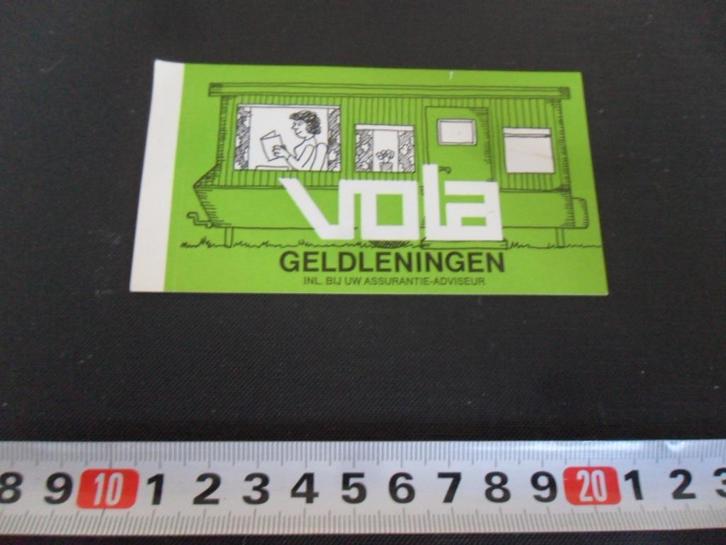 vola
GELDLENINGEN
INL. BIJ UW ASSURANTIE-ADVISEUR
8 9 10 1 2 3 4 5 6 7 8 9 20 1 2 3